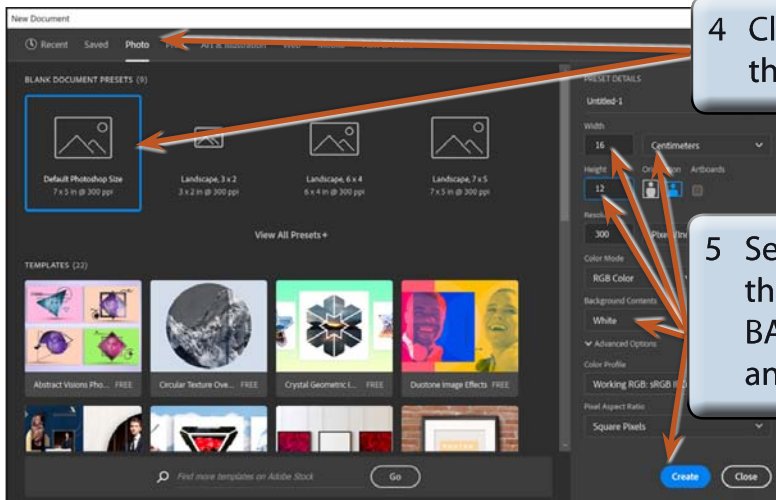 New Document
Recent Saved Photo
BLANK DOCUMENT PRESETS (9)
Default Photoshop Size
7 x 5 in @ 300 ppi
Landscape, 3 x 2
3 x 2 in @ 300 ppi
Landscape, 6 x 4
6 x 4 in @ 300 ppi
Landscape, 7 x 5
7 x 5 in @ 300 ppi
View All Presets +
TEMPLATES (22)
Abstract Visions Pho... FREE
Circular Texture Ove... FREE
Crystal Geometric I... FREE
Duotone Image Effects FREE
Find more templates on Adobe Stock
Go
PRESET DETAILS
Untitled-1
Width
16 Centimeters
Height Artboards
12
300
Color Mode
RGB Color
Background Contents
White
Advanced Options
Color Profile
Working RGB: sRGB
Pixel Aspect Ratio
Square Pixels
Create Close
4 Cl
th
5 Se
th
BA
an